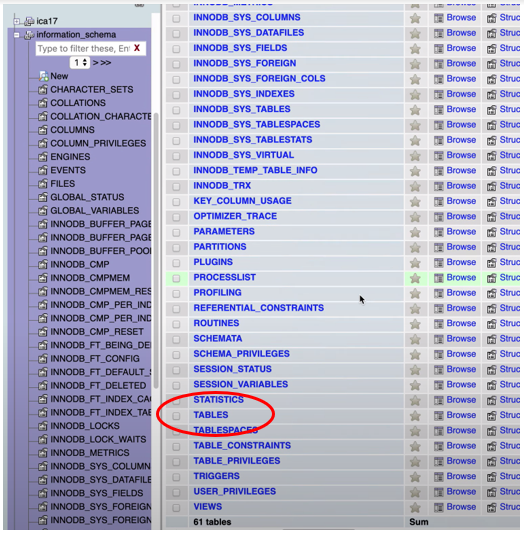 ica17
information_schema
Type to filter these, En
X
1 > >>
New
CHARACTER_SETS
COLLATIONS
COLLATION_CHARACTE
COLUMNS
COLUMN_PRIVILEGES
ENGINES
EVENTS
FILES
GLOBAL_STATUS
GLOBAL_VARIABLES
INNODB_BUFFER_PAGE
INNODB_BUFFER_PAGE
INNODB_BUFFER_POO
INNODB_CMP
INNODB_CMPMEM
INNODB_CMPMEM_RES
INNODB_CMP_PER_IND
INNODB_CMP_PER_IND
INNODB_CMP_RESET
INNODB_FT_BEING_DE
INNODB_FT_CONFIG
INNODB_FT_DEFAULT_S
INNODB_FT_DELETED
INNODB_FT_INDEX_CA
INNODB_FT_INDEX_TAB
INNODB_LOCKS
INNODB_LOCK_WAITS
INNODB_METRICS
INNODB_SYS_COLUMN
INNODB_SYS_DATAFILE
INNODB_SYS_FIELDS
INNODB_SYS_FOREIGN
INNODB_SYS_FOREIGN
INNODB_SYS_COLUMNS Browse Struc
INNODB_SYS_DATAFILES Browse Struc
INNODB_SYS_FIELDS Browse Struc
INNODB_SYS_FOREIGN Browse Struc
INNODB_SYS_FOREIGN_COLS Browse Struc
INNODB_SYS_INDEXES Browse Struc
INNODB_SYS_TABLES Browse Struc
INNODB_SYS_TABLESPACES Browse Struc
INNODB_SYS_TABLESTATS Browse Struc
INNODB_SYS_VIRTUAL Browse Struc
INNODB_TEMP_TABLE_INFO Browse Struc
INNODB_TRX Browse Struc
KEY_COLUMN_USAGE Browse Struc
OPTIMIZER_TRACE Browse Struc
PARAMETERS Browse Struc
PARTITIONS Browse Struc
PLUGINS Browse Struc
PROCESSLIST Browse Struc
PROFILING Browse Struc
REFERENTIAL_CONSTRAINTS Browse Struc
ROUTINES Browse Struc
SCHEMATA Browse Struc
SCHEMA_PRIVILEGES Browse Struc
SESSION_STATUS Browse Struc
SESSION_VARIABLES Browse Struc
STATISTICS Browse Struc
TABLES Browse Struc
TABLESPACES Browse Struc
TABLE_CONSTRAINTS Browse Struc
TABLE_PRIVILEGES Browse Struc
TRIGGERS Browse Struc
USER_PRIVILEGES Browse Struc
VIEWS Browse Struc
61 tables Sum